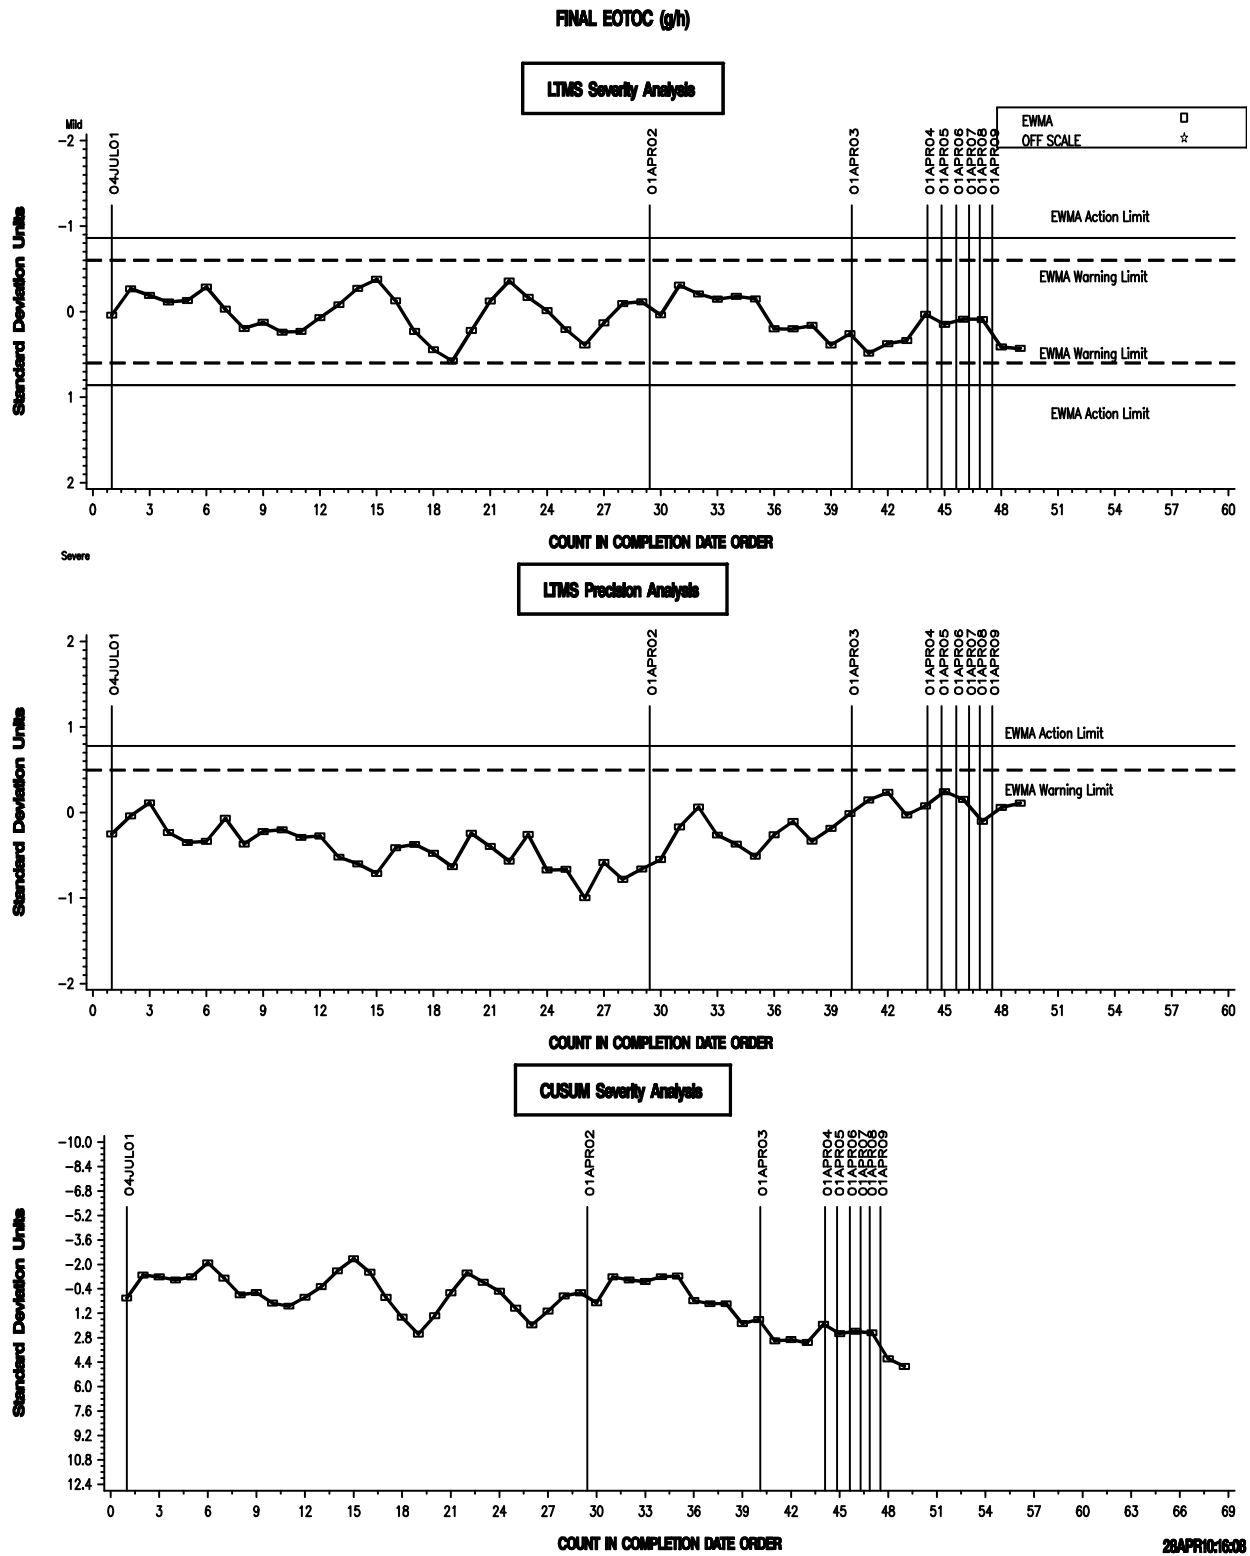 FINAL EOTOC (g/h)
LTMS Severity Analysis
EWMA
OFF SCALE
Mild
04JUL01
01APR02
01APR03
01APR04
01APR05
01APR06
01APR07
01APR08
01APR09
Standard Deviation Units
-2
-1
0
1
2
EWMA Action Limit
EWMA Warning Limit
EWMA Warning Limit
EWMA Action Limit
0 3 6 9 12 15 18 21 24 27 30 33 36 39 42 45 48 51 54 57 60
COUNT IN COMPLETION DATE ORDER
Severe
LTMS Precision Analysis
04JUL01
01APR02
01APR03
01APR04
01APR05
01APR06
01APR07
01APR08
01APR09
Standard Deviation Units
2
1
0
-1
-2
EWMA Action Limit
EWMA Warning Limit
0 3 6 9 12 15 18 21 24 27 30 33 36 39 42 45 48 51 54 57 60
COUNT IN COMPLETION DATE ORDER
CUSUM Severity Analysis
04JUL01
01APR02
01APR03
01APR04
01APR05
01APR06
01APR07
01APR08
01APR09
Standard Deviation Units
-10.0
-8.4
-6.8
-5.2
-3.6
-2.0
-0.4
1.2
2.8
4.4
6.0
7.6
9.2
10.8
12.4
0 3 6 9 12 15 18 21 24 27 30 33 36 39 42 45 48 51 54 57 60 63 66 69
COUNT IN COMPLETION DATE ORDER
28APR10:16:08